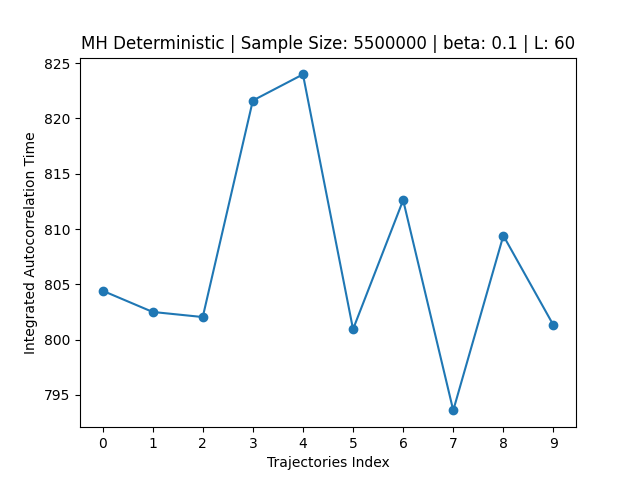 MH Deterministic | Sample Size: 5500000 | beta: 0.1 | L: 60
Integrated Autocorrelation Time
825
820
815
810
805
800
795
0 1 2 3 4 5 6 7 8 9
Trajectories Index